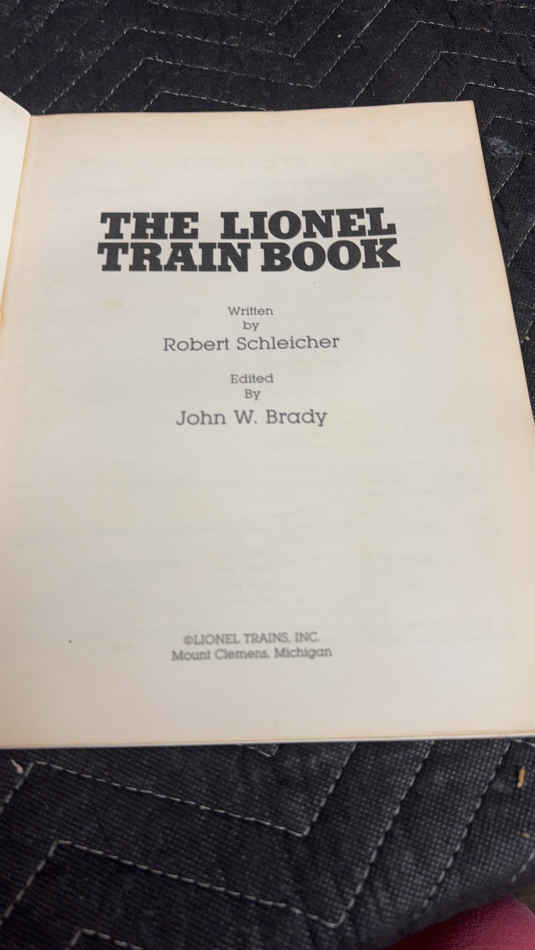 THE LIONEL
TRAIN BOOK
Written
by
Robert Schleicher
Edited
By
John W. Brady
©LIONEL TRAINS, INC.
Mount Clemens, Michigan